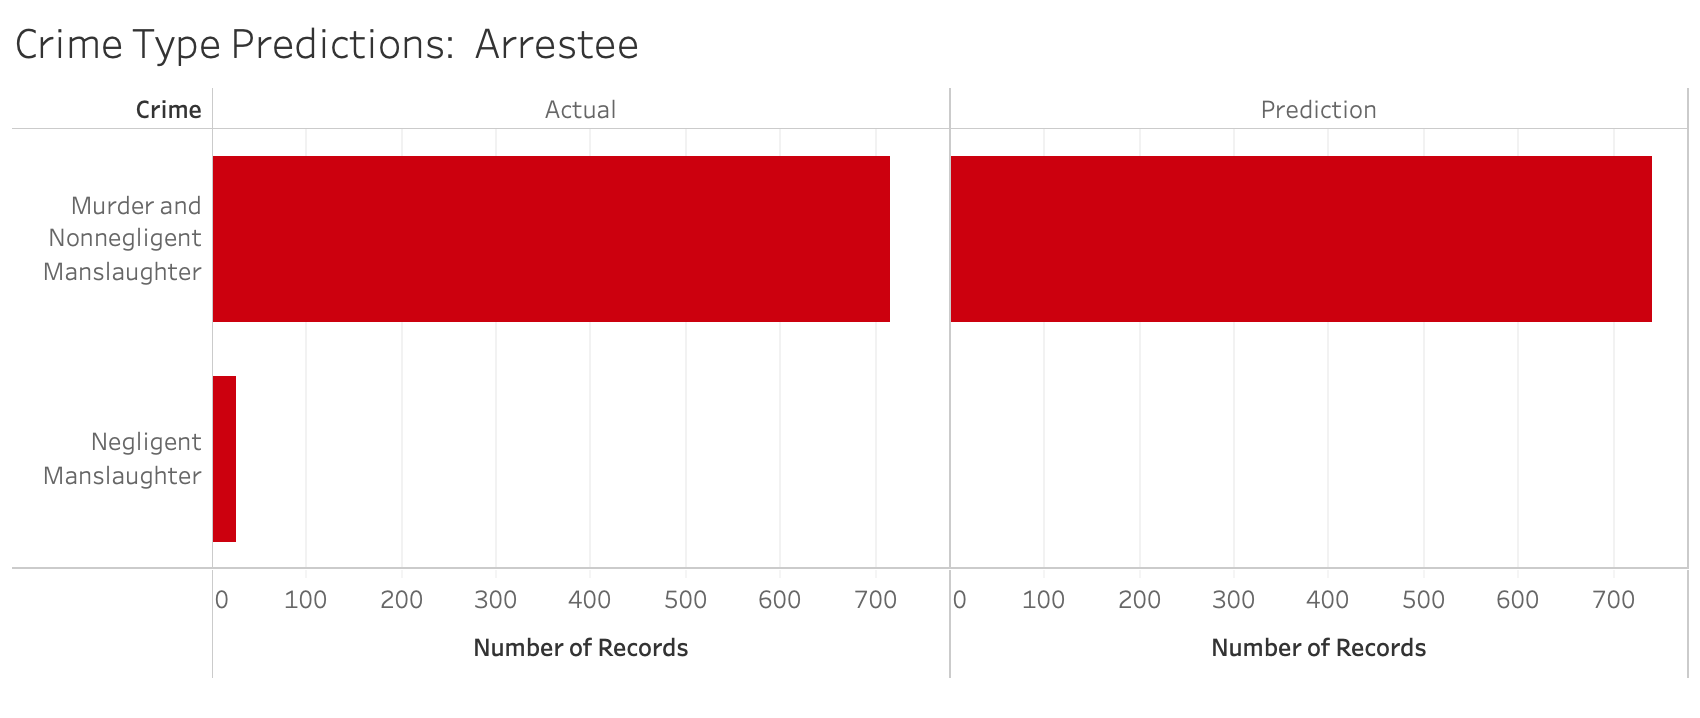 Crime Type Predictions:  Arrestee
Crime
Actual
Prediction
Murder and
Nonnegligent
Manslaughter
Negligent
Manslaughter
0 100 200 300 400 500 600 700
0 100 200 300 400 500 600 700
Number of Records
Number of Records